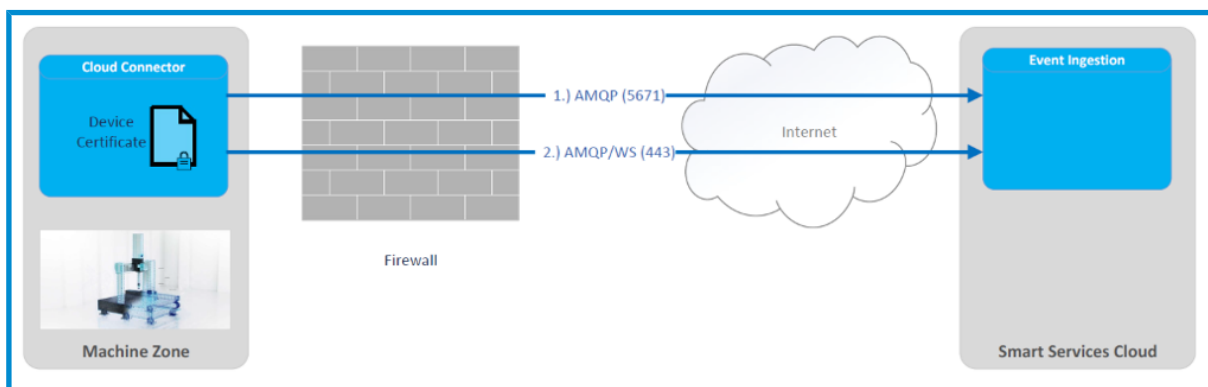 Cloud Connector
Device
Certificate
Machine Zone
Firewall
1.) AMQP (5671)
2.) AMQP/WS (443)
Internet
Event Ingestion
Smart Services Cloud